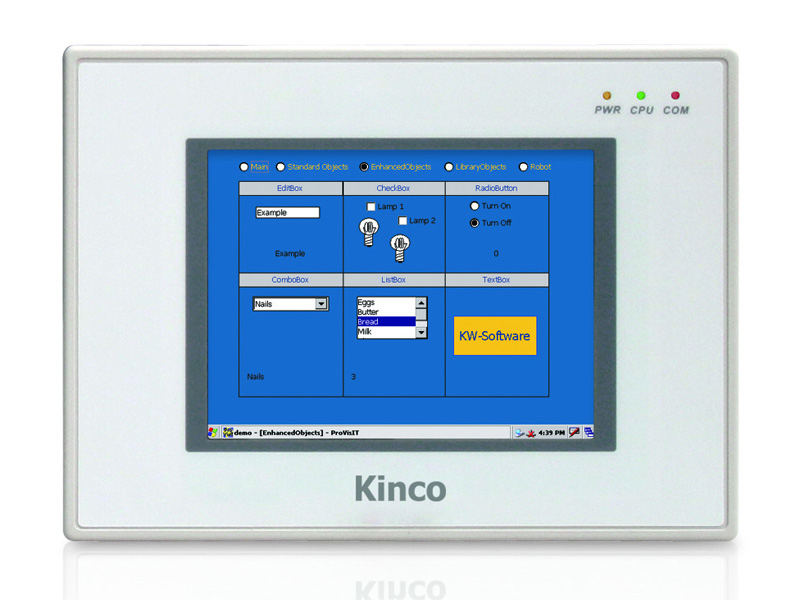 PWR CPU COM
Main Standard Objects EnhancedObjects LibraryObjects Robot
EditBox CheckBox RadioButton
Example
Lamp 1
Lamp 2
Turn On
Turn Off
Example
0
ComboBox ListBox TextBox
Nails
Eggs
Butter
Bread
Milk
KW-Software
Nails
3
demo - [EnhancedObjects] - ProVisIT 4:39 PM
Kinco
Kinco